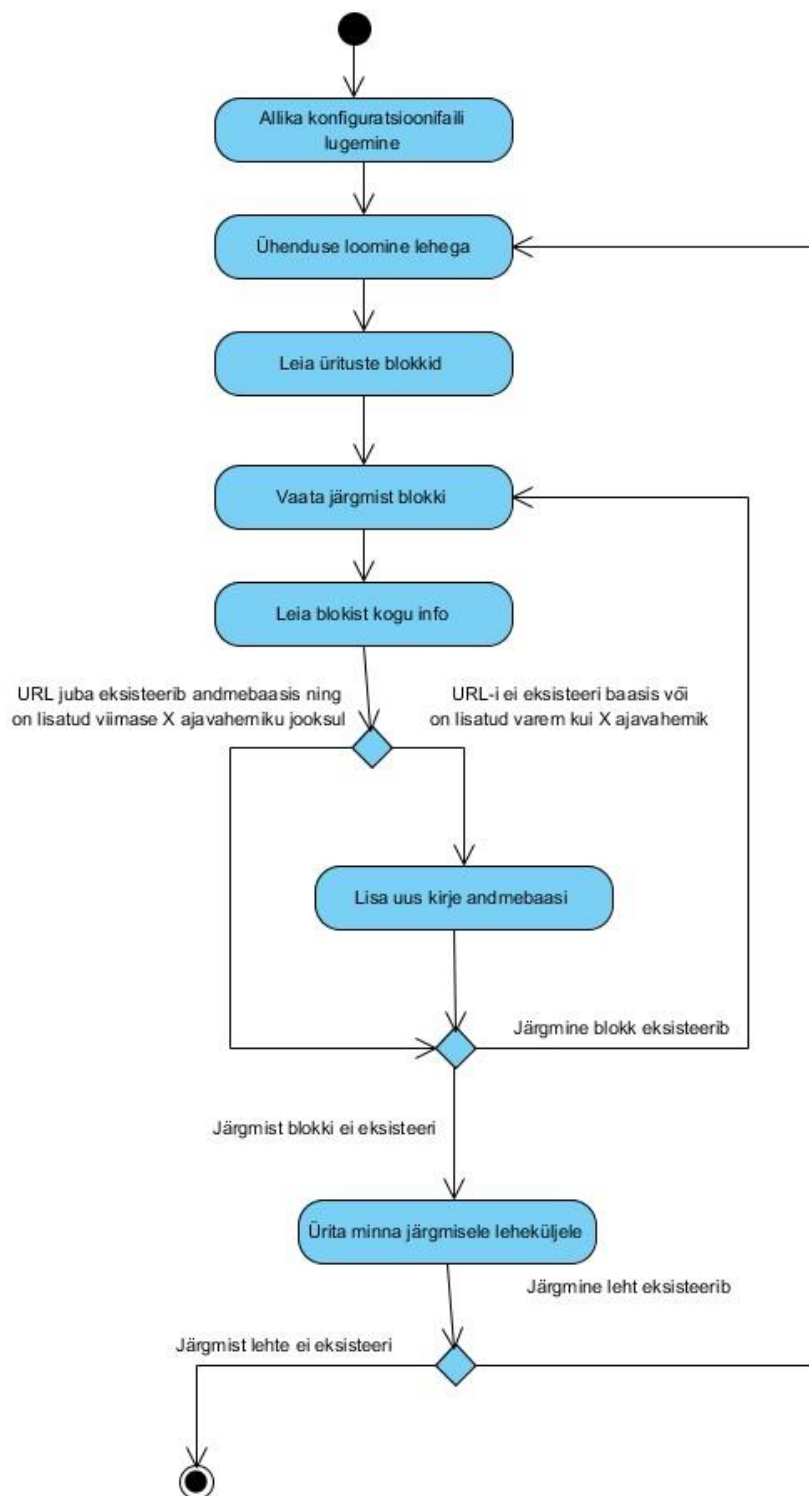 Allika konfiguratsioonifaili
lugemine
Ühenduse loomine lehega
Leia ürituste blokkid
Vaata järgmist blokki
Leia blokist kogu info
URL juba eksisteerib andmebaasis ning
on lisatud viimase X ajavahemiku jooksul
URL-i ei eksisteeri baasis või
on lisatud varem kui X ajavahemik
Lisa uus kirje andmebaasi
Järgmine blokk eksisteerib
Järgmist blokki ei eksisteeri
Ürita minna järgmisele leheküljele
Järgmine leht eksisteerib
Järgmist lehte ei eksisteeri